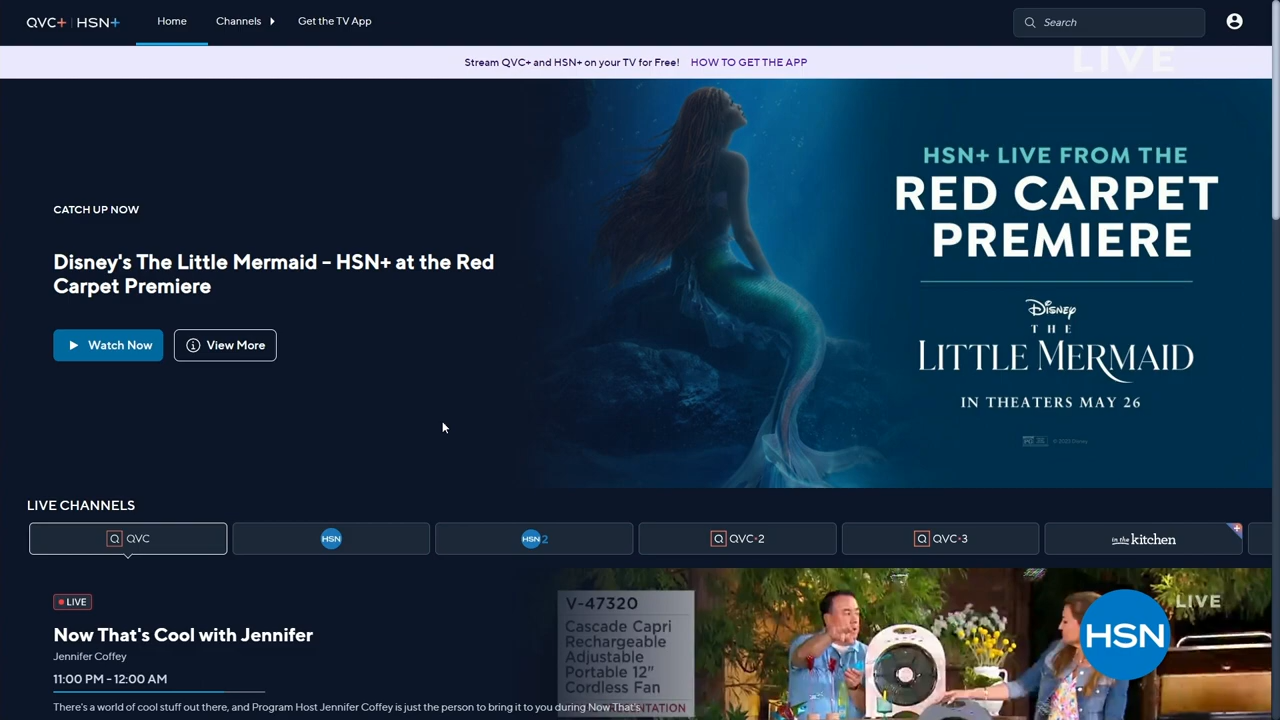 QVC+ | HSN+
Home
Channels
Get the TV App
Search
LIVE
Stream QVC+ and HSN+ on your TV for Free! HOW TO GET THE APP
CATCH UP NOW
Disney's The Little Mermaid - HSN+ at the Red
Carpet Premiere
Watch Now
View More
HSN+ LIVE FROM THE
RED CARPET
PREMIERE
Disney
THE
LITTLE MERMAID
IN THEATERS MAY 26
© 2023 Disney
LIVE CHANNELS
Q QVC
HSN
HSN 2
Q QVC•2
Q QVC•3
in the kitchen
LIVE
Now That's Cool with Jennifer
Jennifer Coffey
11:00 PM - 12:00 AM
There's a world of cool stuff out there, and Program Host Jennifer Coffey is just the person to bring it to you during Now That's
V-47320
Cascade Capri
Rechargeable
Adjustable
Portable 12"
Cordless Fan
HSN
LIVE